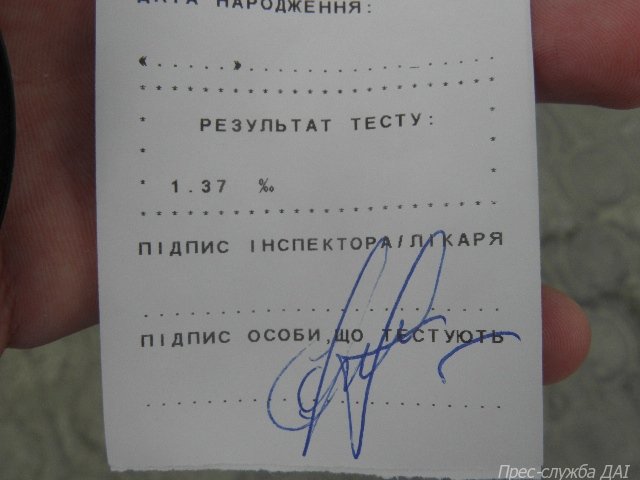 ДАТА НАРОДЖЕННЯ:
«.....»....................
* * * * * * * * * * * * * * * * * * * * * *
* РЕЗУЛЬТАТ ТЕСТУ: *
* *
* 1.37 ‰ *
* * * * * * * * * * * * * * * * * * * * * *
ПІДПИС ІНСПЕКТОРА/ЛІКАРЯ
...........................
ПІДПИС ОСОБИ,ЩО ТЕСТУЮТЬ
...........................
Прес-служба ДАІ